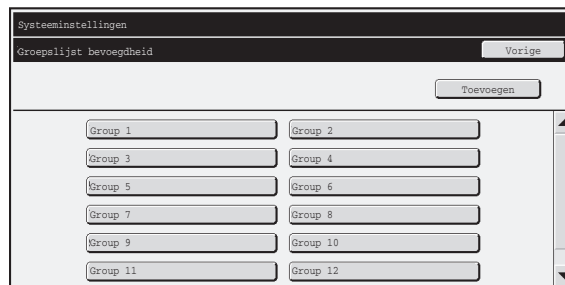 Systeeminstellingen
Groepslijst bevoegdheid Vorige
Toevoegen
Group 1 Group 2
Group 3 Group 4
Group 5 Group 6
Group 7 Group 8
Group 9 Group 10
Group 11 Group 12